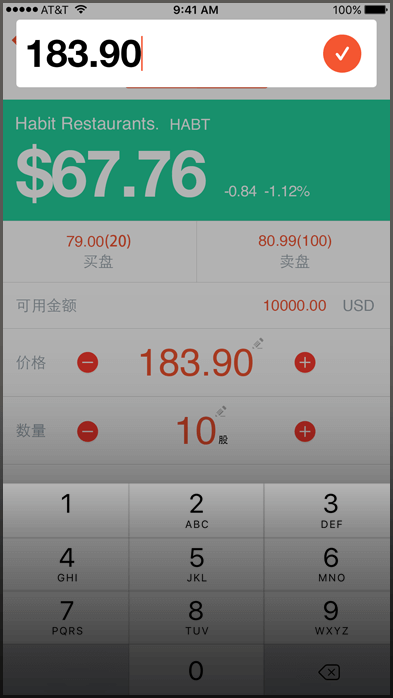 AT&T 9:41 AM 100%
183.90
Habit Restaurants. HABT
$67.76 -0.84 -1.12%
79.00(20) 80.99(100)
买盘 卖盘
可用金额 10000.00 USD
价格 183.90
数量 10股
1 2 3
ABC DEF
4 5 6
GHI JKL MNO
7 8 9
PQRS TUV WXYZ
0